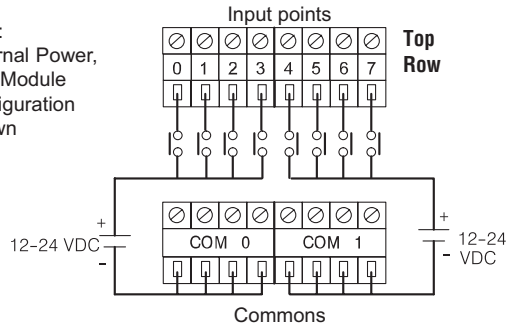 Input points
:
rnal Power,
Module
iguration
wn
Top
Row
0 1 2 3 4 5 6 7
+
12-24 VDC
-
COM 0 COM 1
+
12-24
VDC
-
Commons